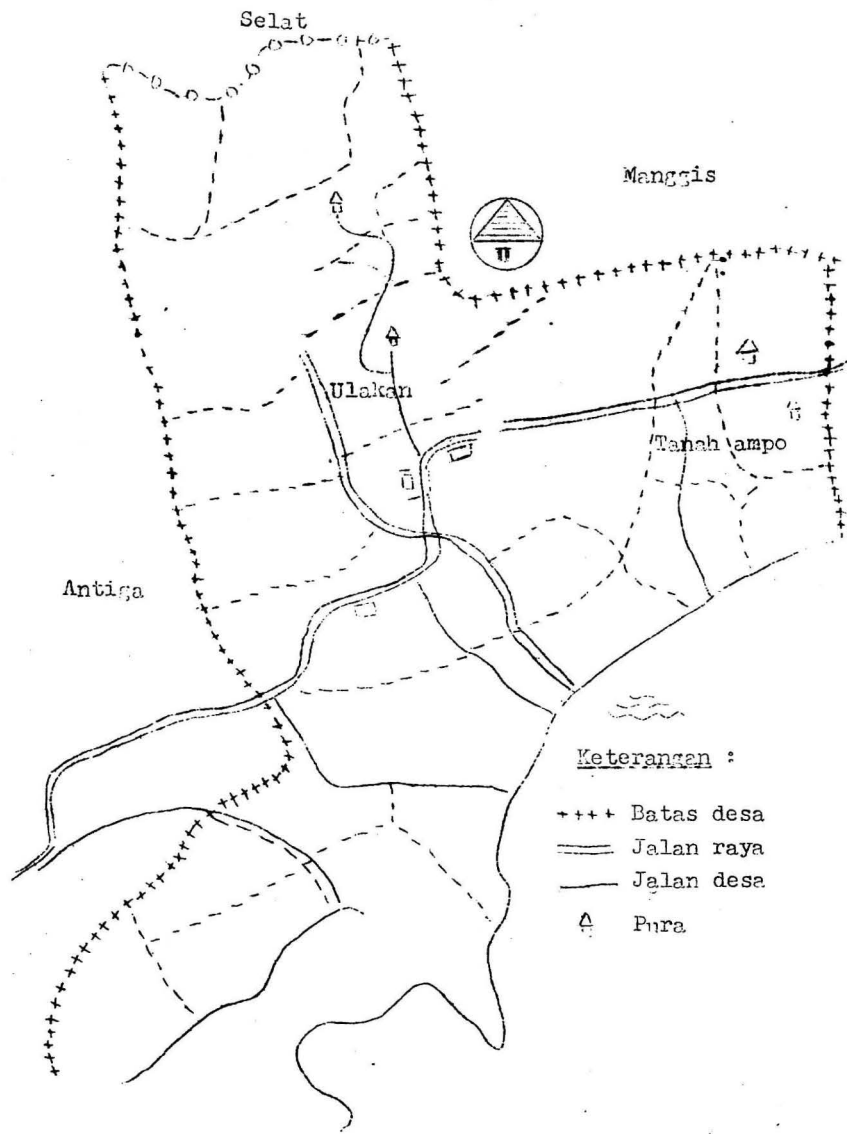 Selat
Manggis
U
Ulakan
Tanah ampo
Antiga
Keterangan :
++++ Batas desa
Jalan raya
Jalan desa
Pura